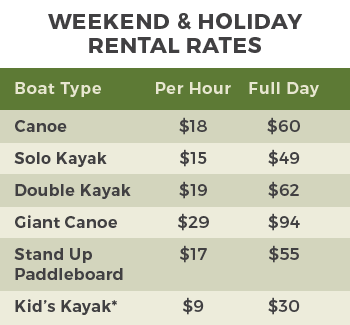 WEEKEND & HOLIDAY
RENTAL RATES
Boat Type Per Hour Full Day
Canoe $18 $60
Solo Kayak $15 $49
Double Kayak $19 $62
Giant Canoe $29 $94
Stand Up $17 $55
Paddleboard
Kid's Kayak* $9 $30